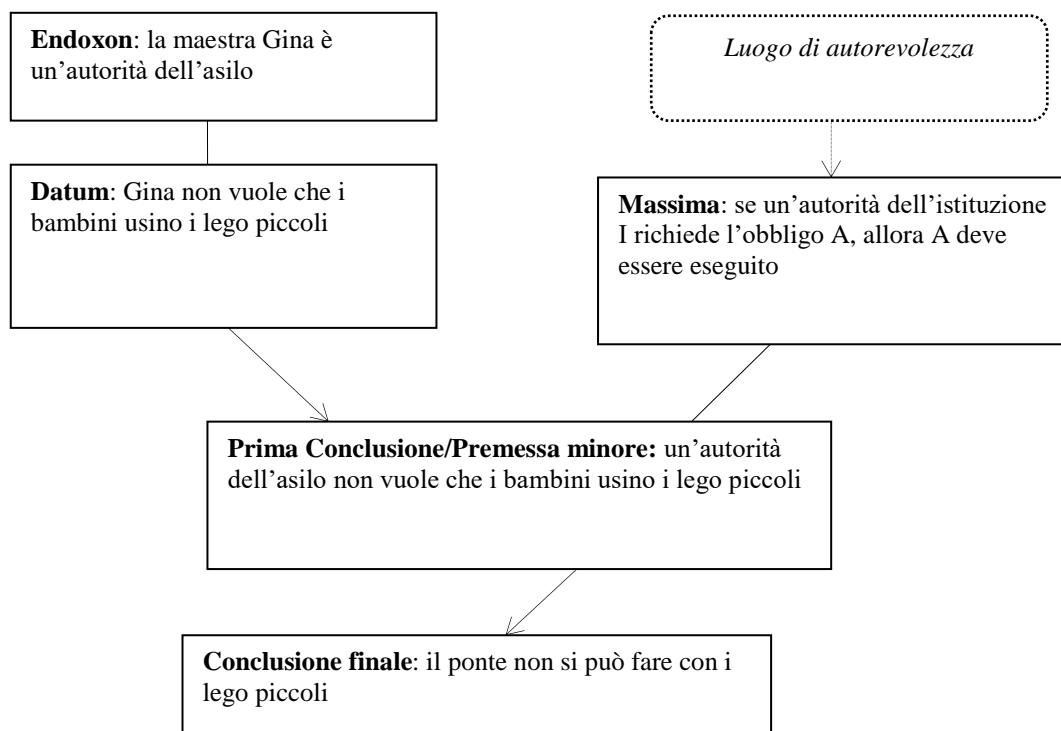 Endoxon: la maestra Gina è
un’autorità dell’asilo
Luogo di autorevolezza
Datum: Gina non vuole che i
bambini usino i lego piccoli
Massima: se un’autorità dell’istituzione
I richiede l’obbligo A, allora A deve
essere eseguito
Prima Conclusione/Premessa minore: un’autorità
dell’asilo non vuole che i bambini usino i lego piccoli
Conclusione finale: il ponte non si può fare con i
lego piccoli